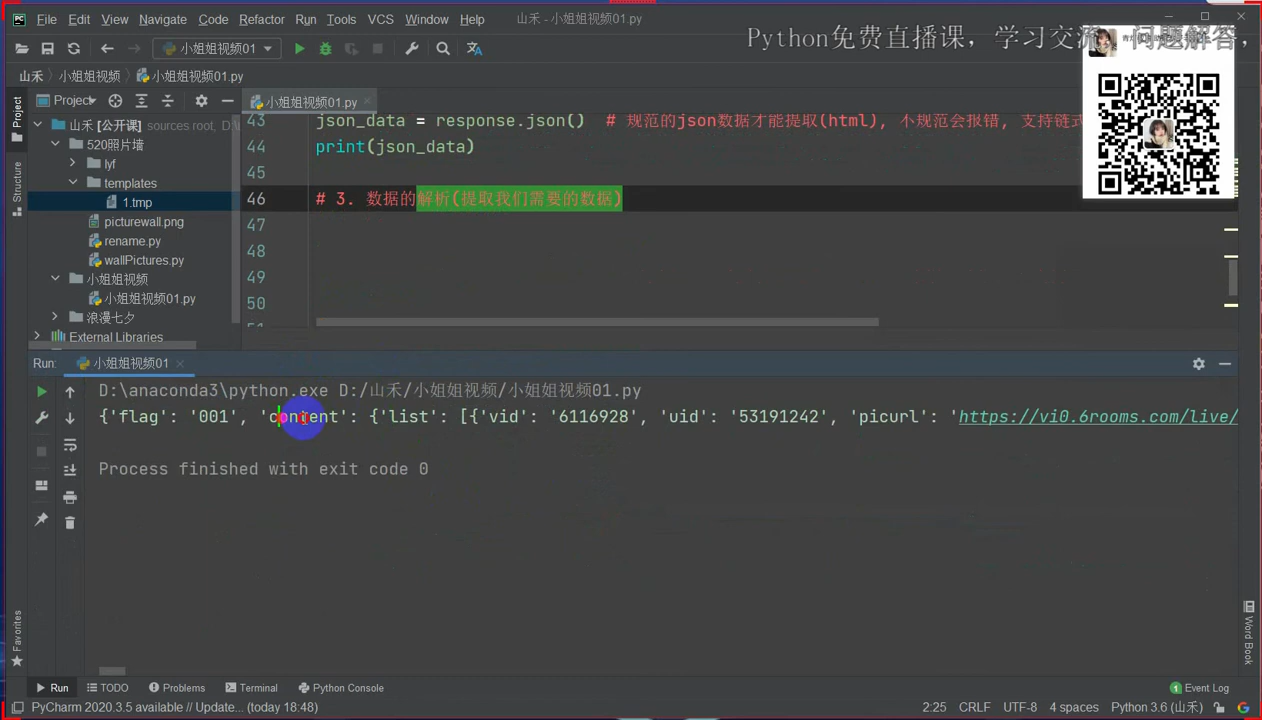 File Edit View Navigate Code Refactor Run Tools VCS Window Help 山禾 - 小姐姐视频01.py
Python免费直播课，学习交流，问题解答，
小姐姐视频01
山禾 小姐姐视频 小姐姐视频01.py
Project
小姐姐视频01.py
山禾 [公开课] sources root, D:\
520照片墙
lyf
templates
1.tmp
picturewall.png
rename.py
wallPictures.py
小姐姐视频
小姐姐视频01.py
浪漫七夕
External Libraries
43 json_data = response.json() # 规范的json数据才能提取(html), 不规范会报错, 支持链式
44 print(json_data)
45
46 # 3. 数据的解析(提取我们需要的数据)
47
48
49
50
Project
Structure
Favorites
Run: 小姐姐视频01
D:\anaconda3\python.exe D:/山禾/小姐姐视频/小姐姐视频01.py
{'flag': '001', 'content': {'list': [{'vid': '6116928', 'uid': '53191242', 'picurl': 'https://vi0.6rooms.com/live/
Process finished with exit code 0
Word Book
Run TODO Problems Terminal Python Console Event Log
PyCharm 2020.3.5 available // Update... (today 18:48) 2:25 CRLF UTF-8 4 spaces Python 3.6 (山禾)